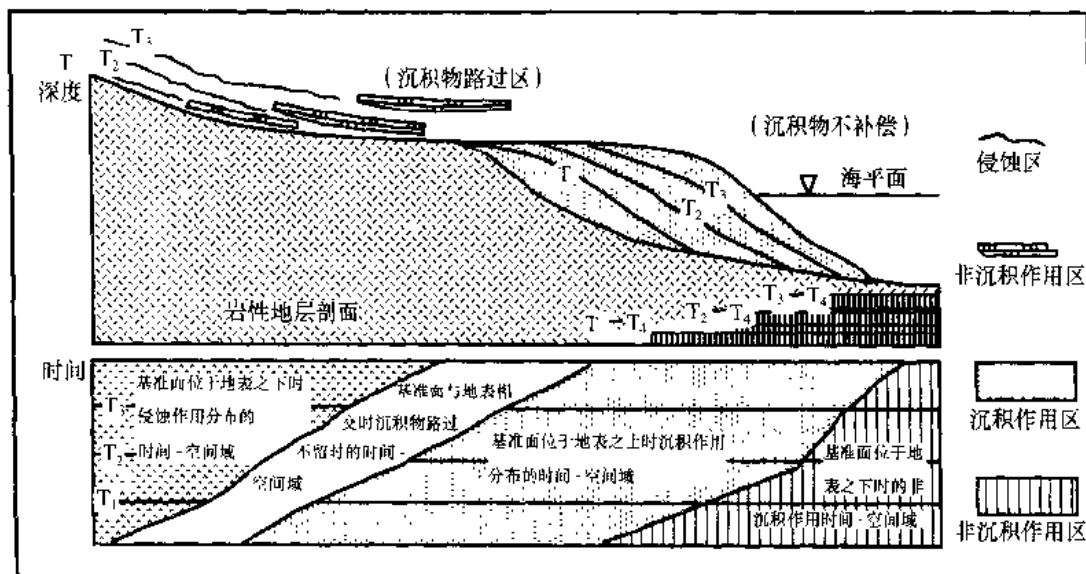 T
深度
T₃
T₂
(沉积物路过区)
(沉积物不补偿)
海平面
侵蚀区
T
T₂
T₃
非沉积作用区
岩性地层剖面
T → T₄
T₂ → T₄
T₃ → T₄
时间
T₃
T₂
T₁
基准面位于地表之下时
侵蚀作用分布的
时间-空间域
基准面与地表相
交时沉积物路过
不留封的时间-
空间域
基准面位于地表之上时沉积作用
分布的时间-空间域
基准面位于地
表之下时的非
沉积作用时间-空间域
沉积作用区
非沉积作用区